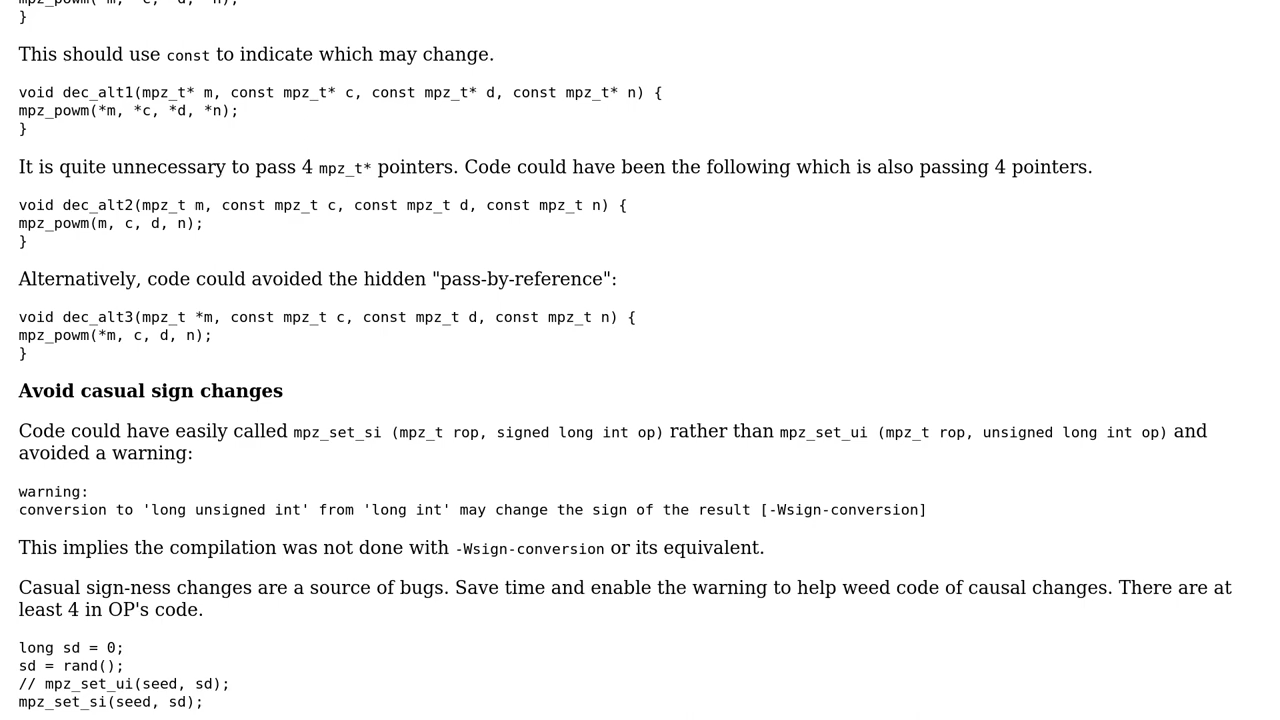 mpz_powm(*m, *c, *d, *n);
}
This should use const to indicate which may change.
void dec_alt1(mpz_t* m, const mpz_t* c, const mpz_t* d, const mpz_t* n) {
mpz_powm(*m, *c, *d, *n);
}
It is quite unnecessary to pass 4 mpz_t* pointers. Code could have been the following which is also passing 4 pointers.
void dec_alt2(mpz_t m, const mpz_t c, const mpz_t d, const mpz_t n) {
mpz_powm(m, c, d, n);
}
Alternatively, code could avoided the hidden "pass-by-reference":
void dec_alt3(mpz_t *m, const mpz_t c, const mpz_t d, const mpz_t n) {
mpz_powm(*m, c, d, n);
}
Avoid casual sign changes
Code could have easily called mpz_set_si (mpz_t rop, signed long int op) rather than mpz_set_ui (mpz_t rop, unsigned long int op) and
avoided a warning:
warning:
conversion to 'long unsigned int' from 'long int' may change the sign of the result [-Wsign-conversion]
This implies the compilation was not done with -Wsign-conversion or its equivalent.
Casual sign-ness changes are a source of bugs. Save time and enable the warning to help weed code of causal changes. There are at
least 4 in OP's code.
long sd = 0;
sd = rand();
// mpz_set_ui(seed, sd);
mpz_set_si(seed, sd);